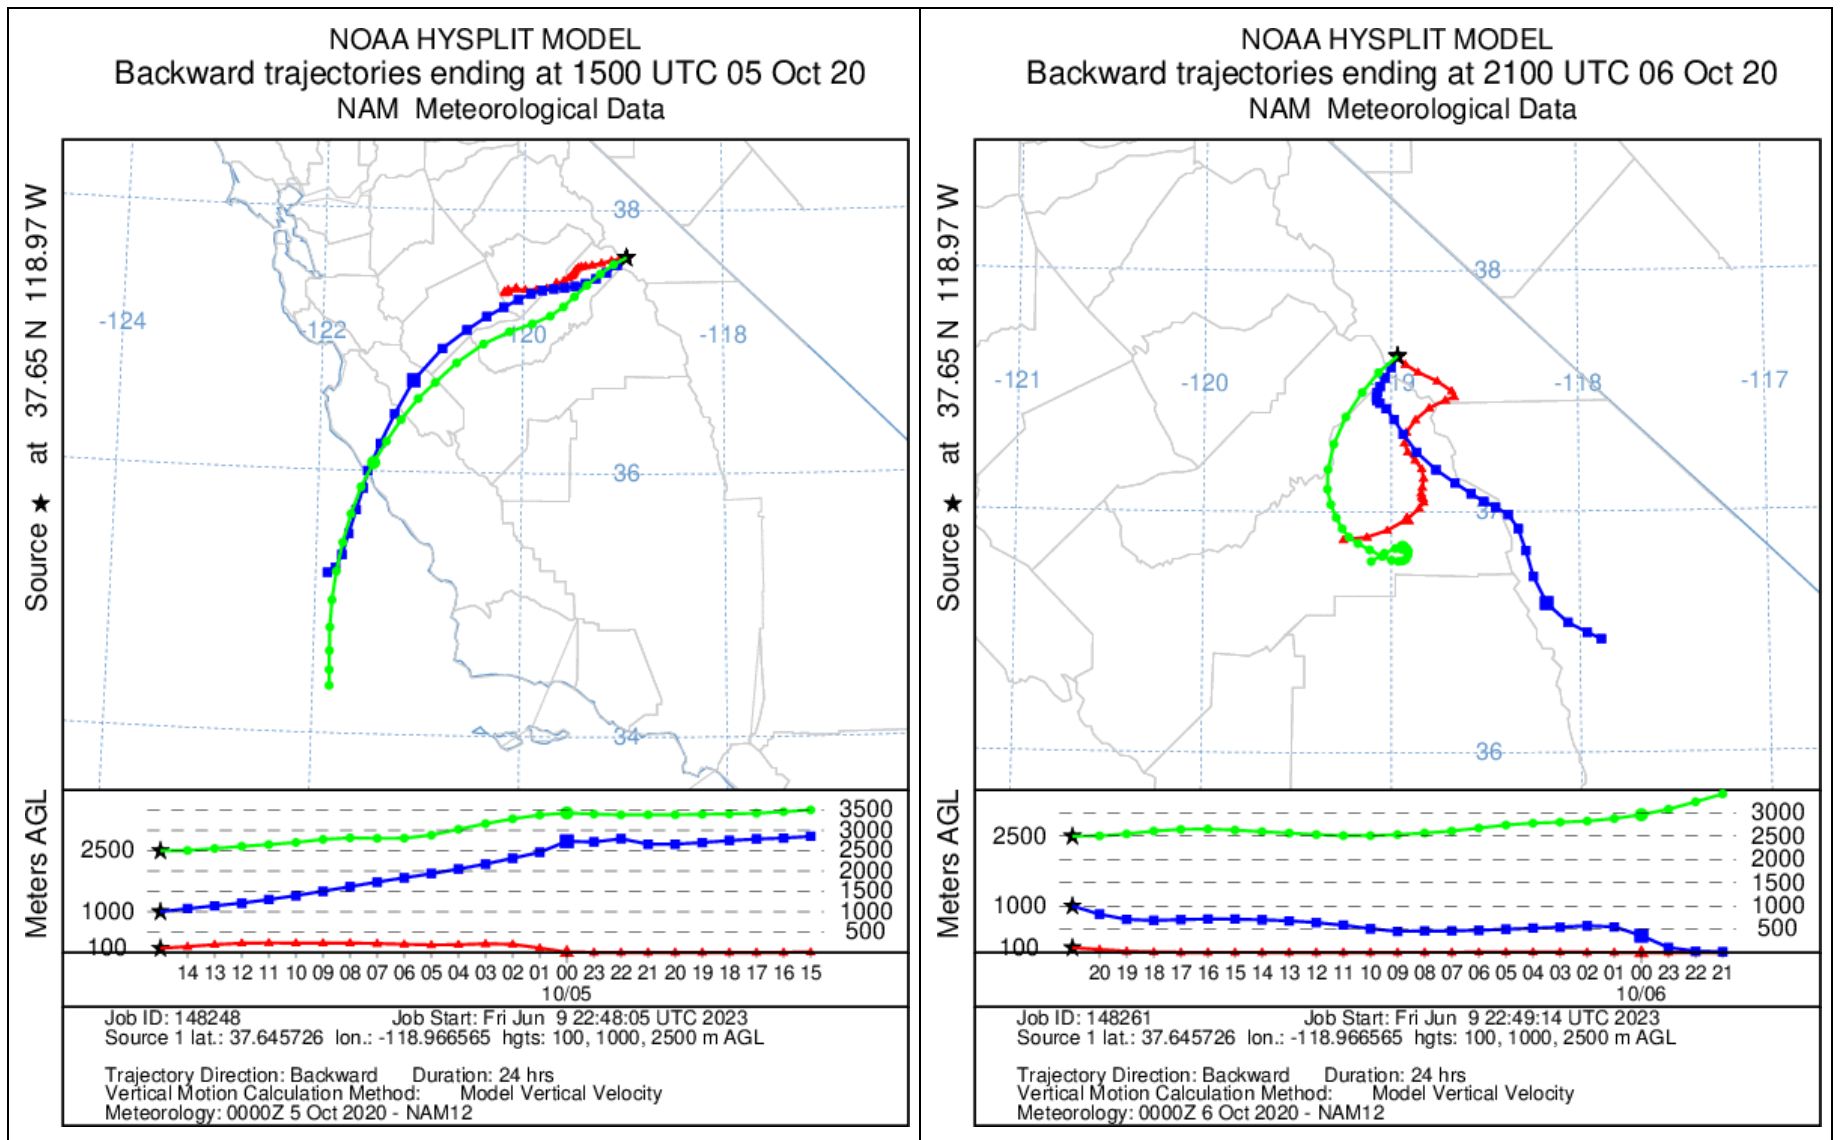 NOAA HYSPLIT MODEL
Backward trajectories ending at 1500 UTC 05 Oct 20
NAM Meteorological Data
Source ★ at 37.65 N 118.97 W
38
-124
-122
-120
-118
36
34
Meters AGL
2500
1000
100
3500
3000
2500
2000
1500
1000
500
14 13 12 11 10 09 08 07 06 05 04 03 02 01 00 23 22 21 20 19 18 17 16 15
10/05
Job ID: 148248 Job Start: Fri Jun 9 22:48:05 UTC 2023
Source 1 lat.: 37.645726 lon.: -118.966565 hgts: 100, 1000, 2500 m AGL
Trajectory Direction: Backward Duration: 24 hrs
Vertical Motion Calculation Method: Model Vertical Velocity
Meteorology: 0000Z 5 Oct 2020 - NAM12
NOAA HYSPLIT MODEL
Backward trajectories ending at 2100 UTC 06 Oct 20
NAM Meteorological Data
Source ★ at 37.65 N 118.97 W
38
-121
-120
-118
-117
37
36
Meters AGL
2500
1000
100
3000
2500
2000
1500
1000
500
20 19 18 17 16 15 14 13 12 11 10 09 08 07 06 05 04 03 02 01 00 23 22 21
10/06
Job ID: 148261 Job Start: Fri Jun 9 22:49:14 UTC 2023
Source 1 lat.: 37.645726 lon.: -118.966565 hgts: 100, 1000, 2500 m AGL
Trajectory Direction: Backward Duration: 24 hrs
Vertical Motion Calculation Method: Model Vertical Velocity
Meteorology: 0000Z 6 Oct 2020 - NAM12